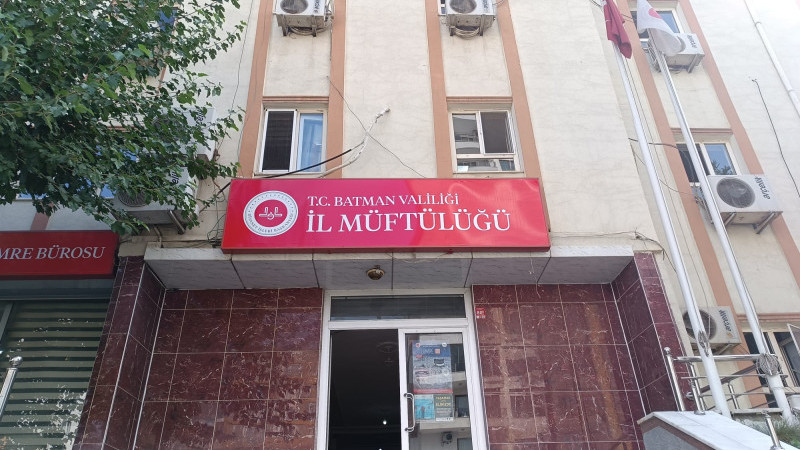 T.C. BATMAN VALİLİĞİ
İL MÜFTÜLÜĞÜ
MRE BÜROSU